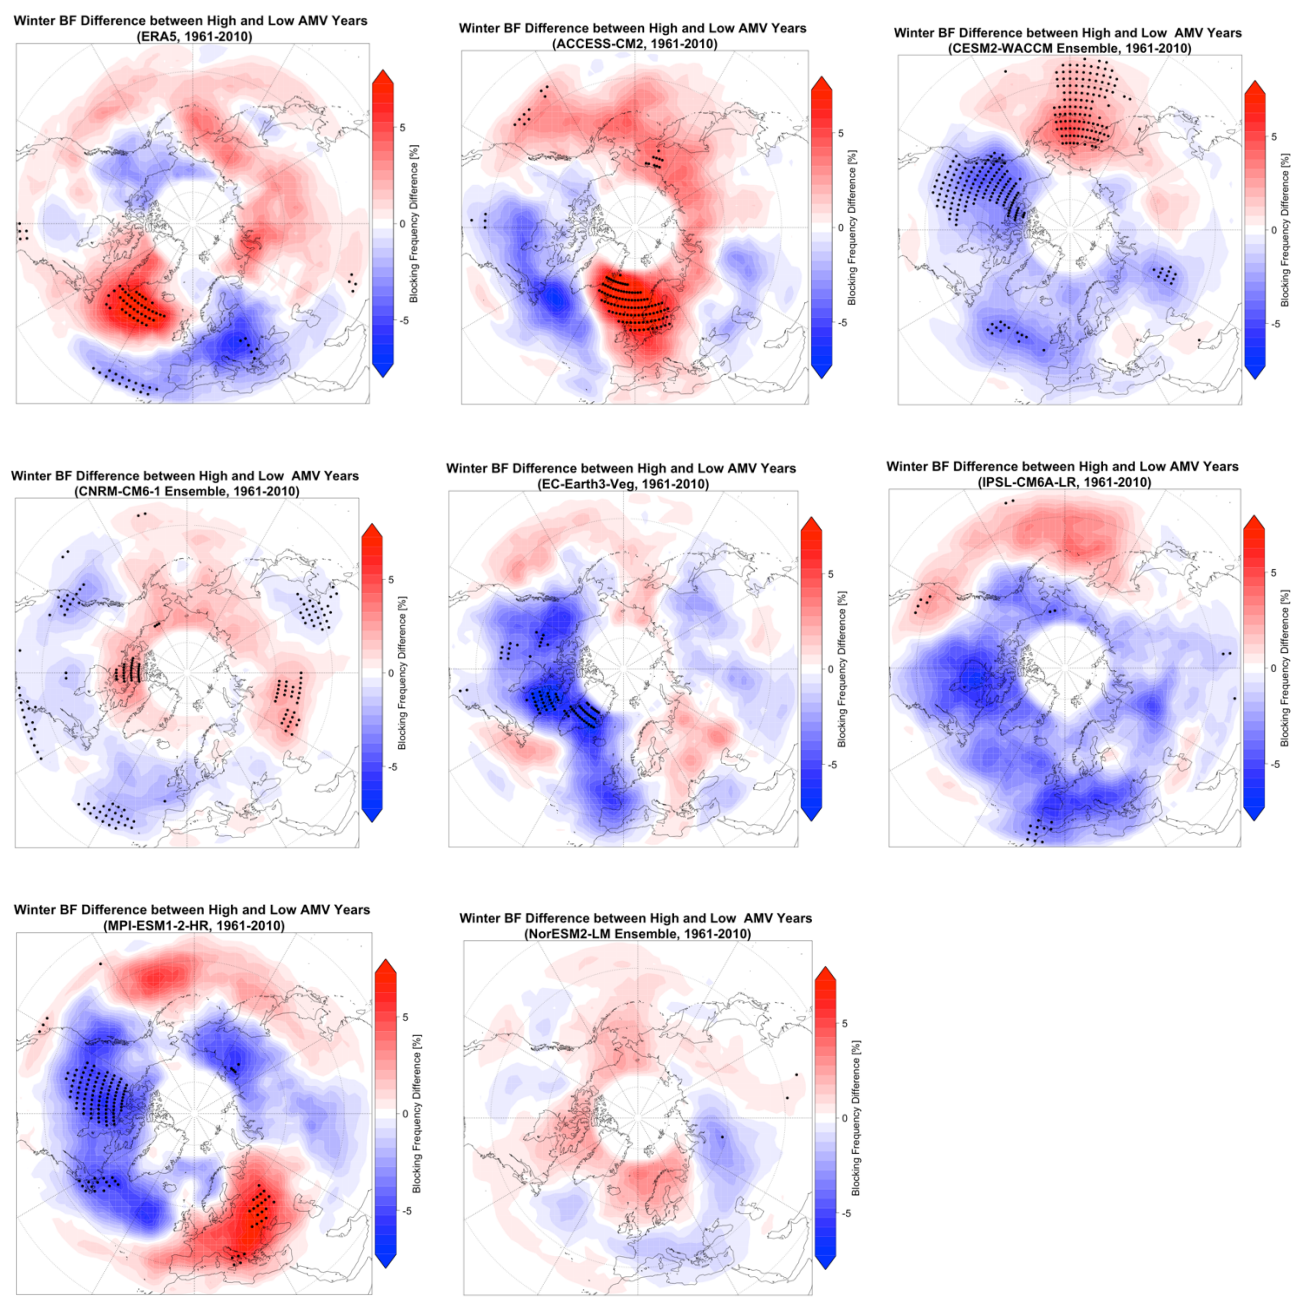 Winter BF Difference between High and Low AMV Years
(ERA5, 1961-2010)
5
0
-5
Blocking Frequency Difference [%]
Winter BF Difference between High and Low AMV Years
(ACCESS-CM2, 1961-2010)
5
0
-5
Blocking Frequency Difference [%]
Winter BF Difference between High and Low AMV Years
(CESM2-WACCM Ensemble, 1961-2010)
5
0
-5
Blocking Frequency Difference [%]
Winter BF Difference between High and Low AMV Years
(CNRM-CM6-1 Ensemble, 1961-2010)
5
0
-5
Blocking Frequency Difference [%]
Winter BF Difference between High and Low AMV Years
(EC-Earth3-Veg, 1961-2010)
5
0
-5
Blocking Frequency Difference [%]
Winter BF Difference between High and Low AMV Years
(IPSL-CM6A-LR, 1961-2010)
5
0
-5
Blocking Frequency Difference [%]
Winter BF Difference between High and Low AMV Years
(MPI-ESM1-2-HR, 1961-2010)
5
0
-5
Blocking Frequency Difference [%]
Winter BF Difference between High and Low AMV Years
(NorESM2-LM Ensemble, 1961-2010)
5
0
-5
Blocking Frequency Difference [%]